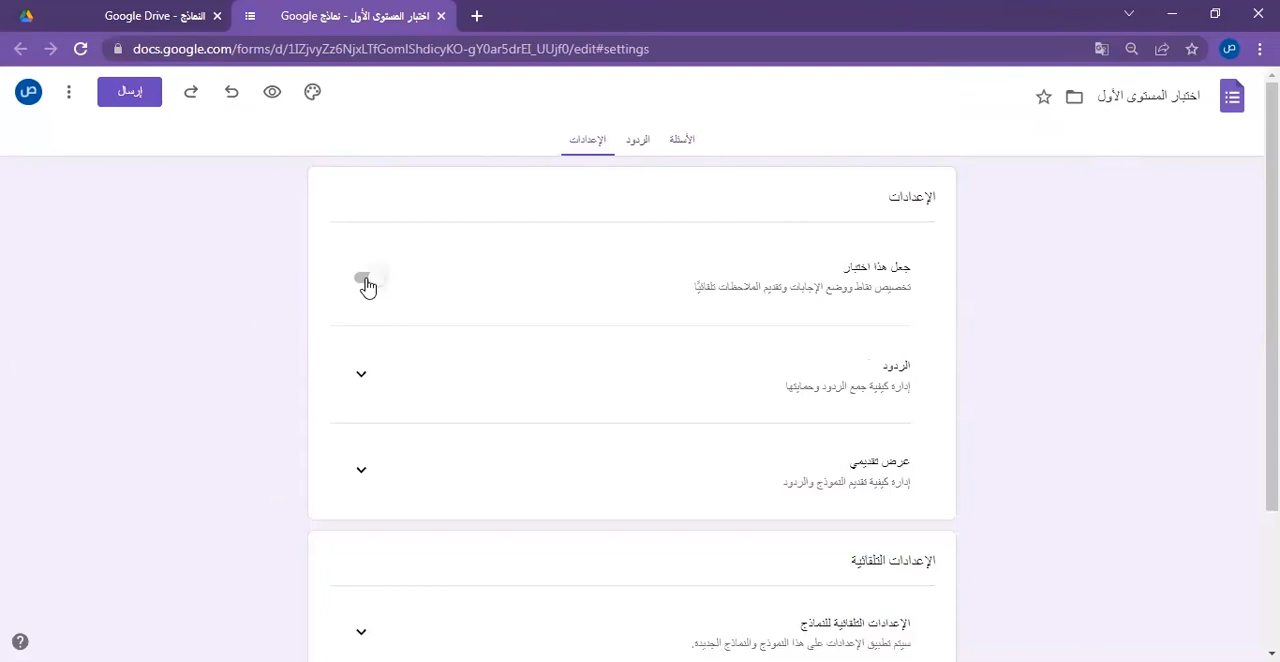 Google Drive - النماذج
اختبار المستوى الأول - نماذج Google
docs.google.com/forms/d/1IZjvyZz6NjxLTfGomIShdicyKO-gY0ar5drEI_UUjf0/edit#settings
ص
اختبار المستوى الأول
إرسال
ص
الأسئلة
الردود
الإعدادات
الإعدادات
جعل هذا اختبار
تخصيص نقاط ووضع الإجابات وتقديم الملاحظات تلقائيًا
الردود
إدارة كيفية جمع الردود وحمايتها
عرض تقديمي
إدارة كيفية تقديم النموذج والردود
الإعدادات التلقائية
الإعدادات التلقائية للنماذج
سيتم تطبيق الإعدادات على هذا النموذج والنماذج الجديدة.